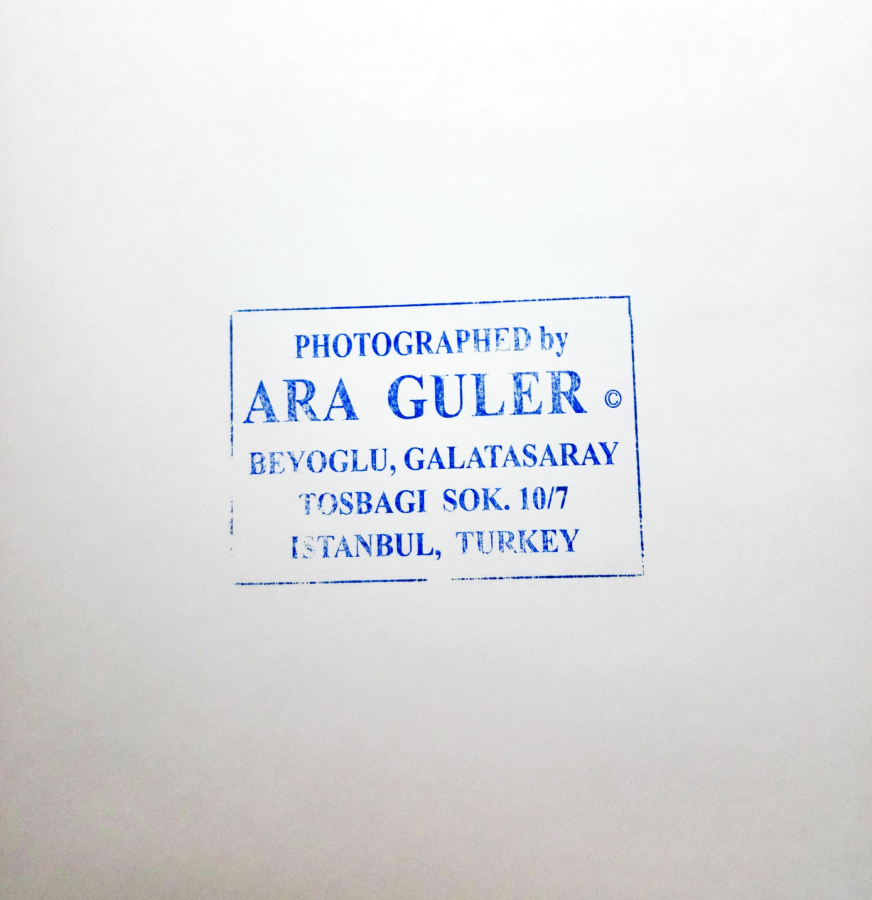 PHOTOGRAPHED by
ARA GULER ©
BEYOGLU, GALATASARAY
TOSBAGI SOK. 10/7
ISTANBUL, TURKEY